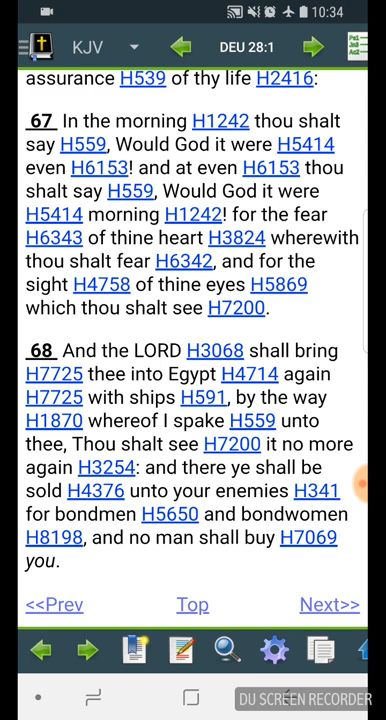 10:34
KJV DEU 28:1
Ps1
Jn3
Ac2
assurance H539 of thy life H2416:
67 In the morning H1242 thou shalt
say H559, Would God it were H5414
even H6153! and at even H6153 thou
shalt say H559, Would God it were
H5414 morning H1242! for the fear
H6343 of thine heart H3824 wherewith
thou shalt fear H6342, and for the
sight H4758 of thine eyes H5869
which thou shalt see H7200.
68 And the LORD H3068 shall bring
H7725 thee into Egypt H4714 again
H7725 with ships H591, by the way
H1870 whereof I spake H559 unto
thee, Thou shalt see H7200 it no more
again H3254: and there ye shall be
sold H4376 unto your enemies H341
for bondmen H5650 and bondwomen
H8198, and no man shall buy H7069
you.
<<Prev Top Next>>
DU SCREEN RECORDER